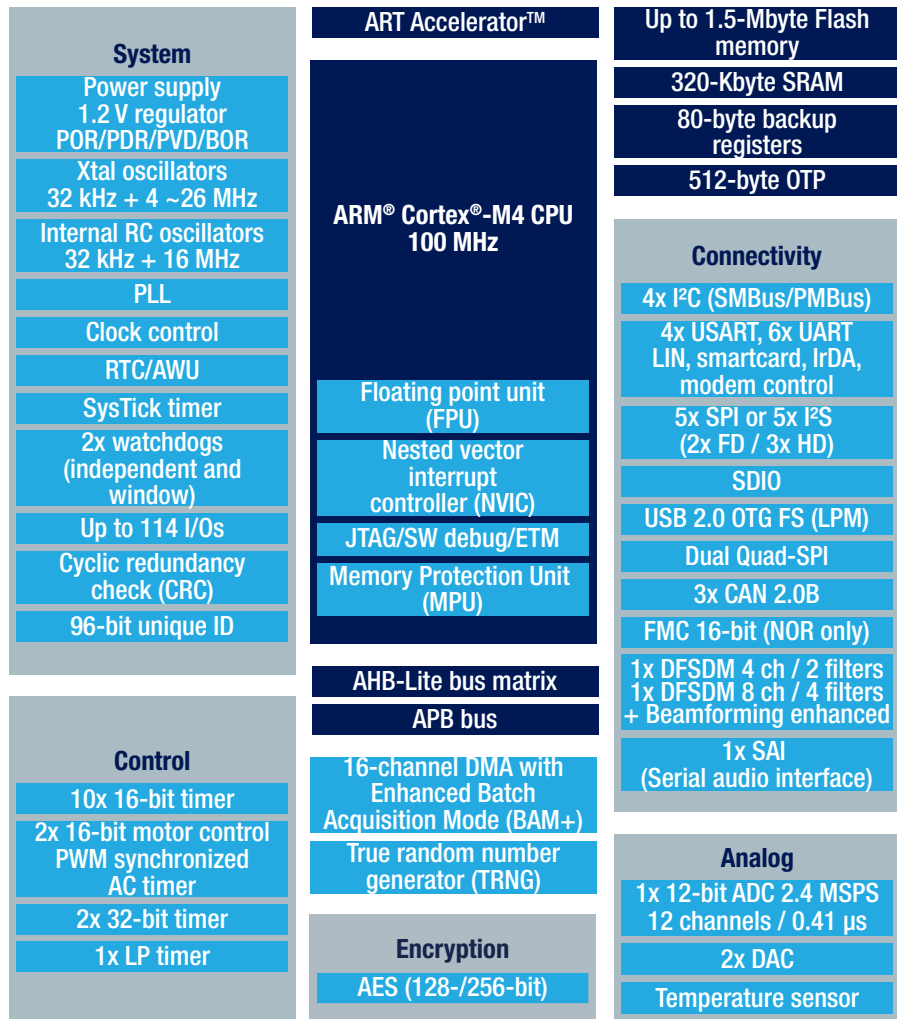 System
Power supply
1.2 V regulator
POR/PDR/PVD/BOR
Xtal oscillators
32 kHz + 4 ~26 MHz
Internal RC oscillators
32 kHz + 16 MHz
PLL
Clock control
RTC/AWU
SysTick timer
2x watchdogs
(independent and
window)
Up to 114 I/Os
Cyclic redundancy
check (CRC)
96-bit unique ID
Control
10x 16-bit timer
2x 16-bit motor control
PWM synchronized
AC timer
2x 32-bit timer
1x LP timer
ART Accelerator™
ARM® Cortex®-M4 CPU
100 MHz
Floating point unit
(FPU)
Nested vector
interrupt
controller (NVIC)
JTAG/SW debug/ETM
Memory Protection Unit
(MPU)
AHB-Lite bus matrix
APB bus
16-channel DMA with
Enhanced Batch
Acquisition Mode (BAM+)
True random number
generator (TRNG)
Encryption
AES (128-/256-bit)
Up to 1.5-Mbyte Flash
memory
320-Kbyte SRAM
80-byte backup
registers
512-byte OTP
Connectivity
4x I²C (SMBus/PMBus)
4x USART, 6x UART
LIN, smartcard, IrDA,
modem control
5x SPI or 5x I²S
(2x FD / 3x HD)
SDIO
USB 2.0 OTG FS (LPM)
Dual Quad-SPI
3x CAN 2.0B
FMC 16-bit (NOR only)
1x DFSDM 4 ch / 2 filters
1x DFSDM 8 ch / 4 filters
+ Beamforming enhanced
1x SAI
(Serial audio interface)
Analog
1x 12-bit ADC 2.4 MSPS
12 channels / 0.41 µs
2x DAC
Temperature sensor